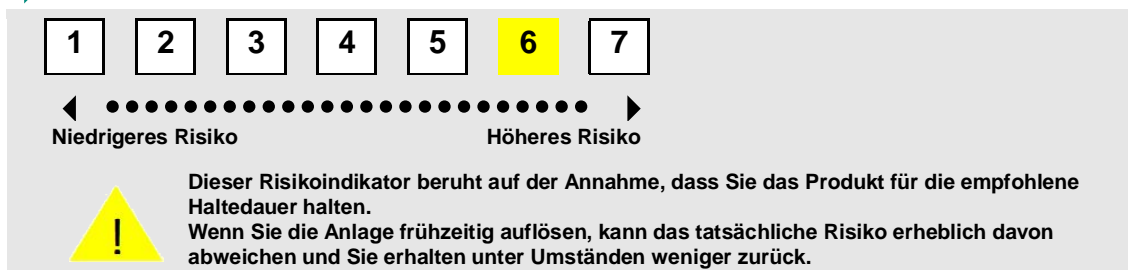 1 2 3 4 5 6 7
Niedrigeres Risiko Höheres Risiko
Dieser Risikoindikator beruht auf der Annahme, dass Sie das Produkt für die empfohlene
Haltedauer halten.
Wenn Sie die Anlage frühzeitig auflösen, kann das tatsächliche Risiko erheblich davon
abweichen und Sie erhalten unter Umständen weniger zurück.
!